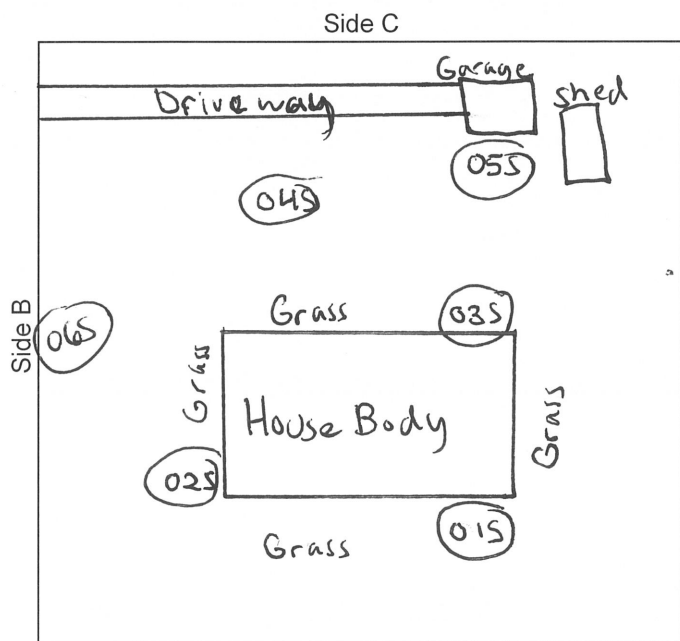 Side C
Garage
Shed
Driveway
05S
04S
Side B
06S
Grass
03S
Grass
House Body
Grass
02S
01S
Grass